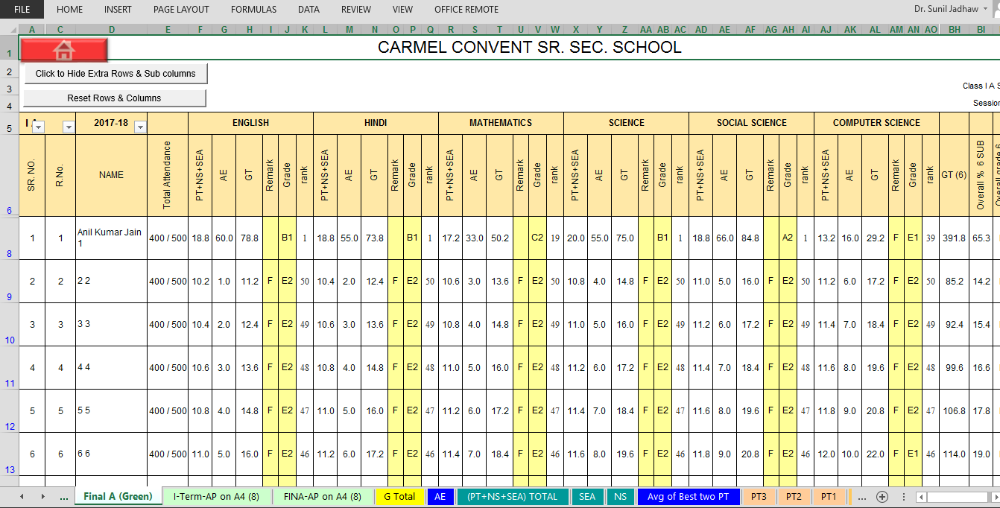 FILE HOME INSERT PAGE LAYOUT FORMULAS DATA REVIEW VIEW OFFICE REMOTE Dr. Sunil Jadhaw
A C D E F G H I J K L M N O P Q R S T U V W X Y Z AA AB AC AD AE AF AG AH AI AJ AK AL AM AN AO BH BI
1 CARMEL CONVENT SR. SEC. SCHOOL
2 Click to Hide Extra Rows & Sub columns
3 Class I A S
Reset Rows & Columns
4 Session
5 I 2017-18 ENGLISH HINDI MATHEMATICS SCIENCE SOCIAL SCIENCE COMPUTER SCIENCE
6 SR. NO. R.No. NAME Total Attendance PT+NS+SEA AE GT Remark Grade rank PT+NS+SEA AE GT Remark Grade rank PT+NS+SEA AE GT Remark Grade rank PT+NS+SEA AE GT Remark Grade rank PT+NS+SEA AE GT Remark Grade rank PT+NS+SEA AE GT Remark Grade rank GT (6) Overall % 6 SUB Overall grade 6
8 1 1 Anil Kumar Jain 1 400 / 500 18.8 60.0 78.8 B1 1 18.8 55.0 73.8 B1 1 17.2 33.0 50.2 C2 19 20.0 55.0 75.0 B1 1 18.8 66.0 84.8 A2 1 13.2 16.0 29.2 F E1 39 391.8 65.3
9 2 2 2 2 400 / 500 10.2 1.0 11.2 F E2 50 10.4 2.0 12.4 F E2 50 10.6 3.0 13.6 F E2 50 10.8 4.0 14.8 F E2 50 11.0 5.0 16.0 F E2 50 11.2 6.0 17.2 F E2 50 85.2 14.2
10 3 3 3 3 400 / 500 10.4 2.0 12.4 F E2 49 10.6 3.0 13.6 F E2 49 10.8 4.0 14.8 F E2 49 11.0 5.0 16.0 F E2 49 11.2 6.0 17.2 F E2 49 11.4 7.0 18.4 F E2 49 92.4 15.4
11 4 4 4 4 400 / 500 10.6 3.0 13.6 F E2 48 10.8 4.0 14.8 F E2 48 11.0 5.0 16.0 F E2 48 11.2 6.0 17.2 F E2 48 11.4 7.0 18.4 F E2 48 11.6 8.0 19.6 F E2 48 99.6 16.6
12 5 5 5 5 400 / 500 10.8 4.0 14.8 F E2 47 11.0 5.0 16.0 F E2 47 11.2 6.0 17.2 F E2 47 11.4 7.0 18.4 F E2 47 11.6 8.0 19.6 F E2 47 11.8 9.0 20.8 F E2 47 106.8 17.8
13 6 6 6 6 400 / 500 11.0 5.0 16.0 F E2 46 11.2 6.0 17.2 F E2 46 11.4 7.0 18.4 F E2 46 11.6 8.0 19.6 F E2 46 11.8 9.0 20.8 F E2 46 12.0 10.0 22.0 F E1 46 114.0 19.0
... Final A (Green) I-Term-AP on A4 (8) FINA-AP on A4 (8) G Total AE (PT+NS+SEA) TOTAL SEA NS Avg of Best two PT PT3 PT2 PT1 ...